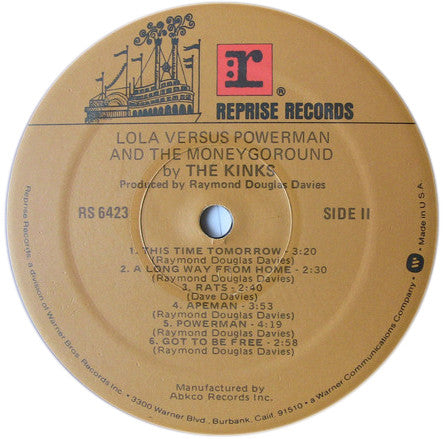 r
®
REPRISE RECORDS
LOLA VERSUS POWERMAN
AND THE MONEYGOROUND
by THE KINKS
Produced by Raymond Douglas Davies
RS 6423
SIDE II
1. THIS TIME TOMORROW - 3:20
(Raymond Douglas Davies)
2. A LONG WAY FROM HOME - 2:30
(Raymond Douglas Davies)
3. RATS - 2:40
(Dave Davies)
4. APEMAN - 3:53
(Raymond Douglas Davies)
5. POWERMAN - 4:19
(Raymond Douglas Davies)
6. GOT TO BE FREE - 2:58
(Raymond Douglas Davies)
Manufactured by
Abkco Records Inc.
Reprise Records, a division of Warner Bros. Records Inc. • 3300 Warner Blvd., Burbank, Calif. 91510 • a Warner Communications Company • W • Made in U.S.A.